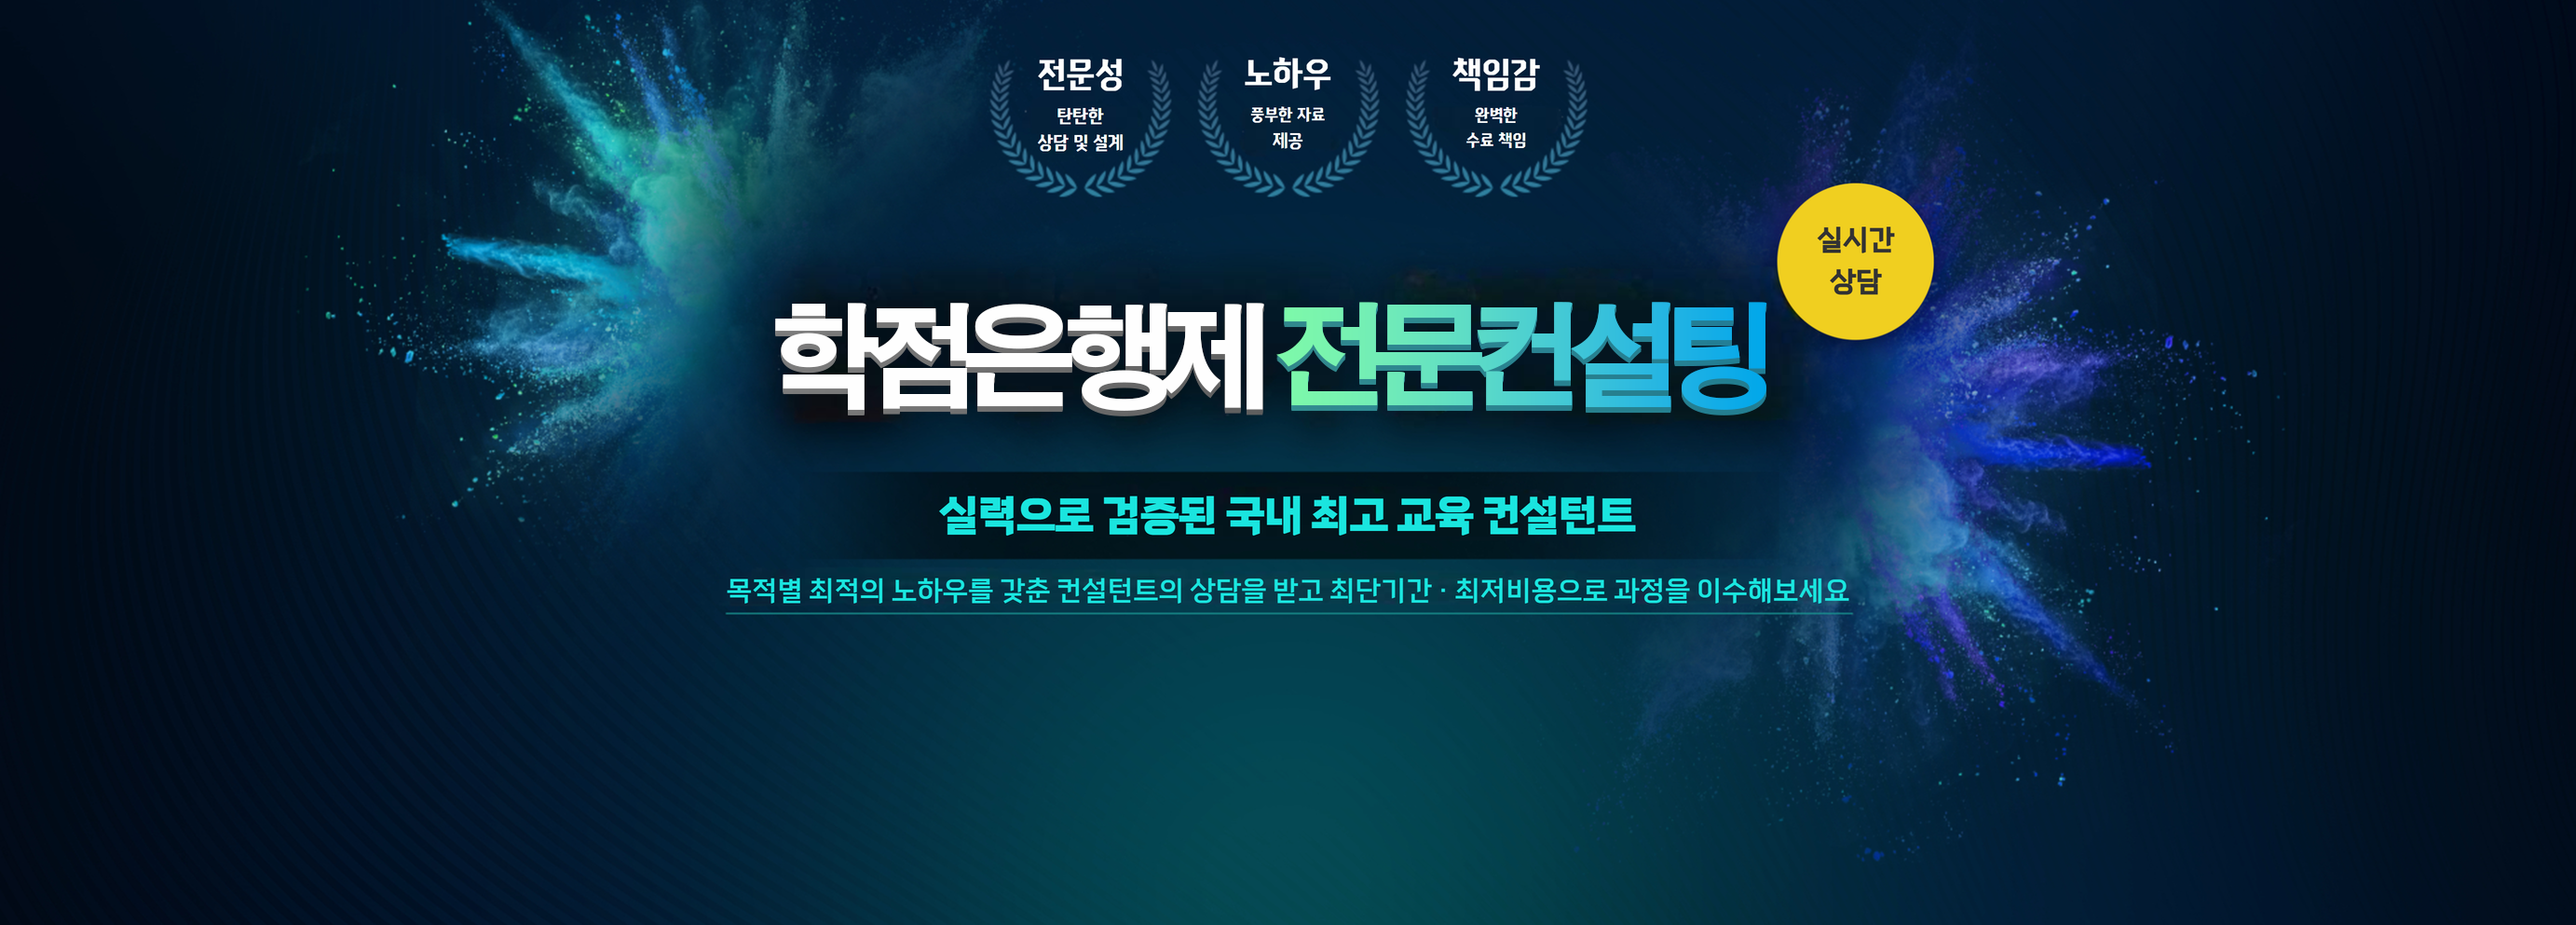 전문성
탄탄한
상담 및 설계
노하우
풍부한 자료
제공
책임감
완벽한
수료 책임
실시간
상담
학점은행제 전문컨설팅
실력으로 검증된 국내 최고 교육 컨설턴트
목적별 최적의 노하우를 갖춘 컨설턴트의 상담을 받고 최단기간 · 최저비용으로 과정을 이수해보세요